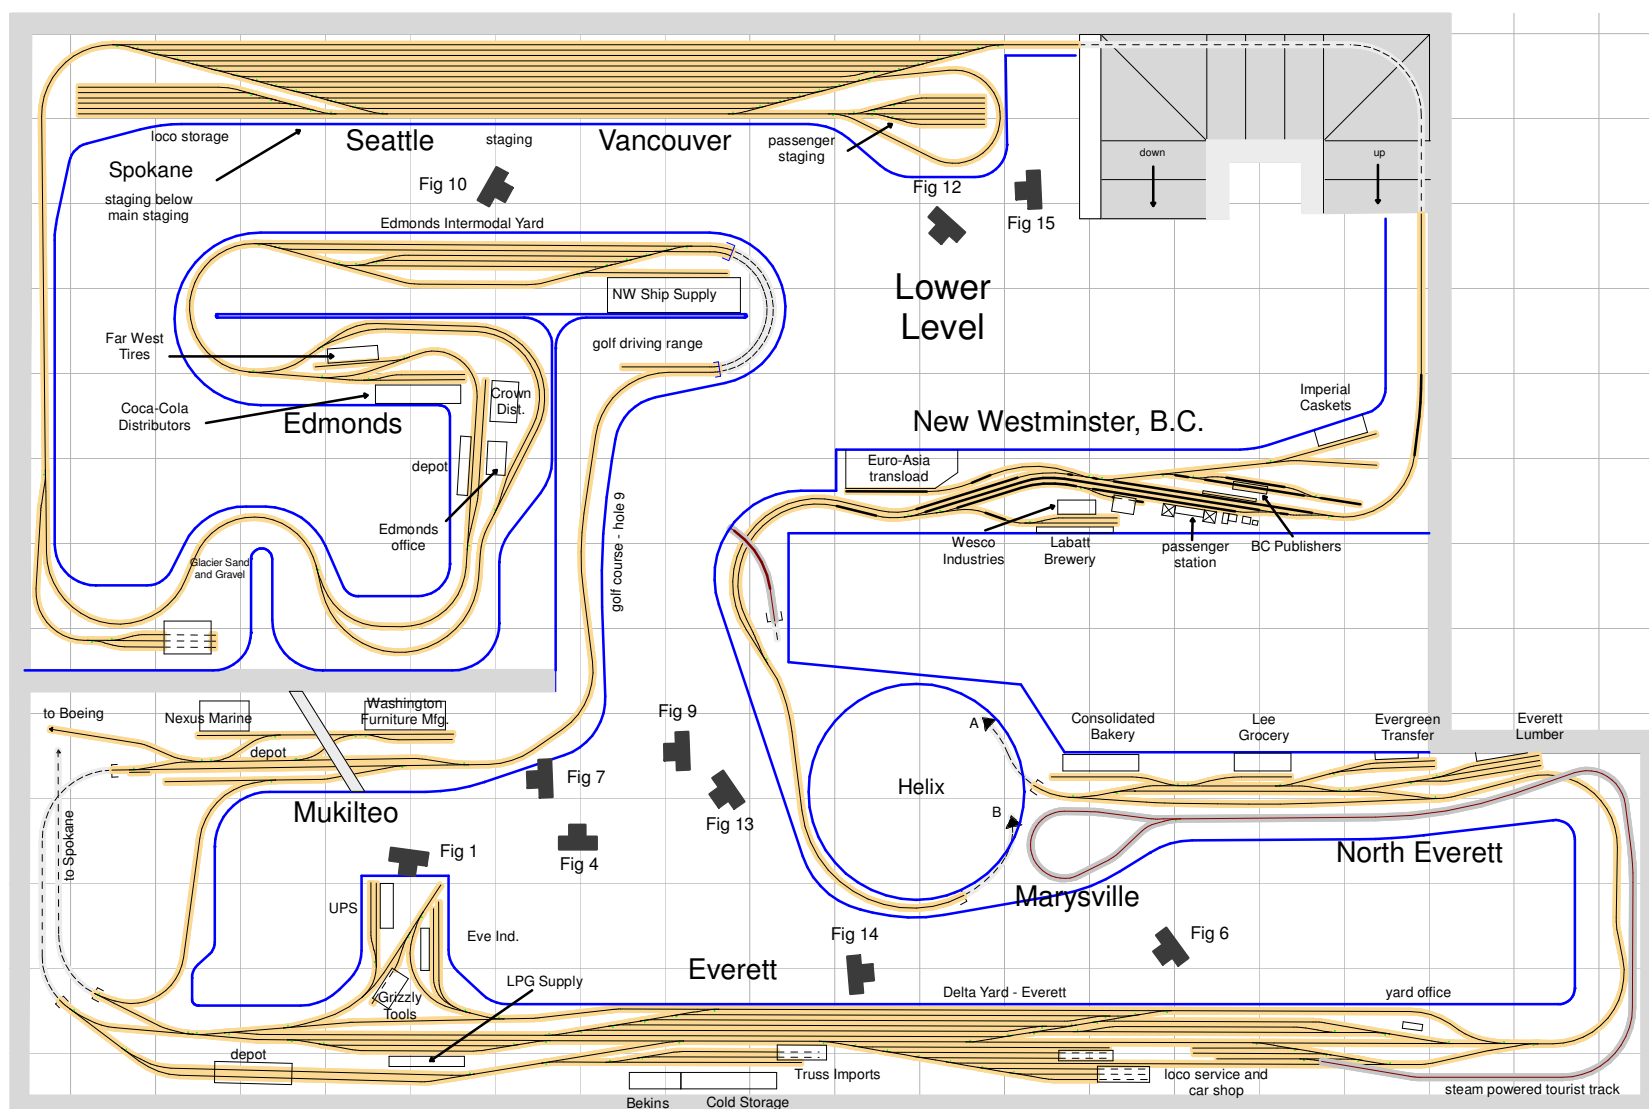 loco storage
Seattle
staging
Vancouver
passenger
staging
Spokane
staging below
main staging
Fig 10
Fig 12
Fig 15
down
up
Edmonds Intermodal Yard
NW Ship Supply
Lower
Level
Far West
Tires
golf driving range
Coca-Cola
Distributors
Crown
Dist.
Edmonds
depot
Edmonds
office
golf course - hole 9
Imperial
Caskets
New Westminster, B.C.
Euro-Asia
transload
Wesco
Industries
Labatt
Brewery
passenger
station
BC Publishers
Glacier Sand
and Gravel
to Boeing
Nexus Marine
Washington
Furniture Mfg.
depot
Fig 9
A
Consolidated
Bakery
Lee
Grocery
Evergreen
Transfer
Everett
Lumber
Fig 7
Helix
Mukilteo
Fig 13
B
to Spokane
Fig 1
Fig 4
North Everett
Marysville
UPS
Eve Ind.
Fig 14
Fig 6
Everett
LPG Supply
Grizzly
Tools
Delta Yard - Everett
yard office
depot
Truss Imports
loco service and
car shop
steam powered tourist track
Bekins
Cold Storage